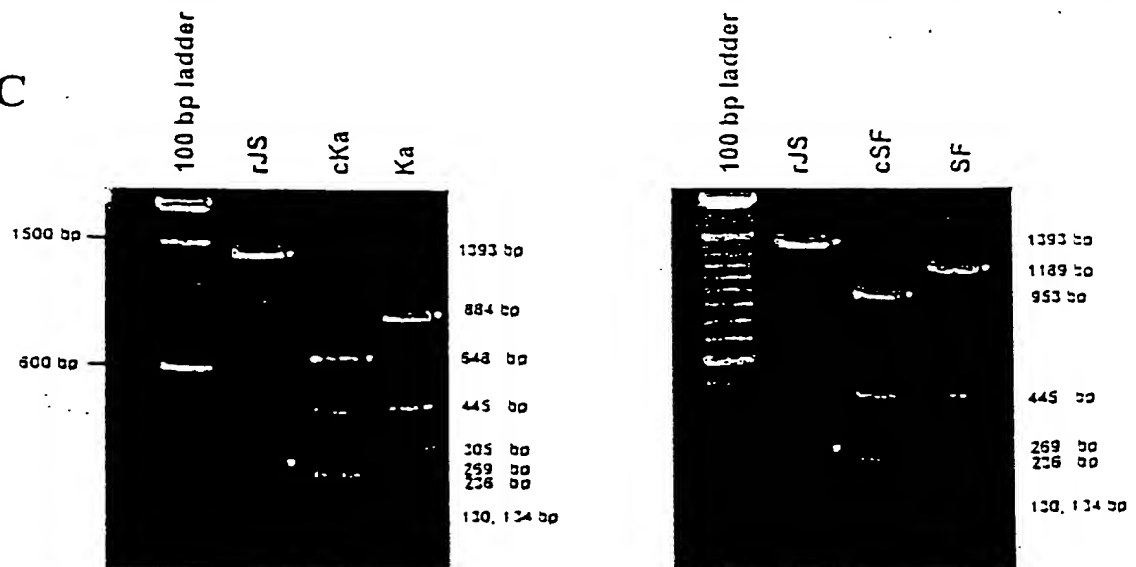 C
100 bp ladder
rJS
cKa
Ka
1500 bp
600 bp
1393 bp
884 bp
648 bp
445 bp
305 bp
269 bp
236 bp
130, 134 bp
100 bp ladder
rJS
cSF
SF
1393 bp
1189 bp
953 bp
445 bp
269 bp
236 bp
130, 134 bp